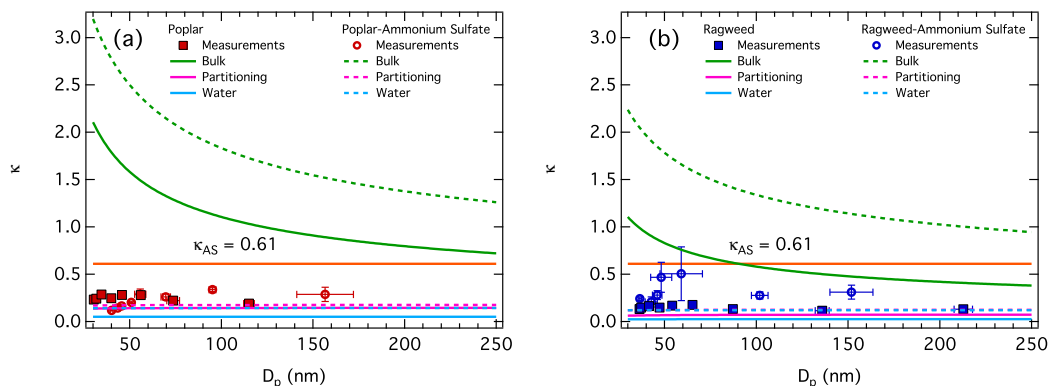 (a)
Poplar
Measurements
Bulk
Partitioning
Water
Poplar-Ammonium Sulfate
Measurements
Bulk
Partitioning
Water
κAS = 0.61
κ
3.0
2.5
2.0
1.5
1.0
0.5
0.0
50 100 150 200 250
Dp (nm)
(b)
Ragweed
Measurements
Bulk
Partitioning
Water
Ragweed-Ammonium Sulfate
Measurements
Bulk
Partitioning
Water
κAS = 0.61
κ
3.0
2.5
2.0
1.5
1.0
0.5
0.0
50 100 150 200 250
Dp (nm)